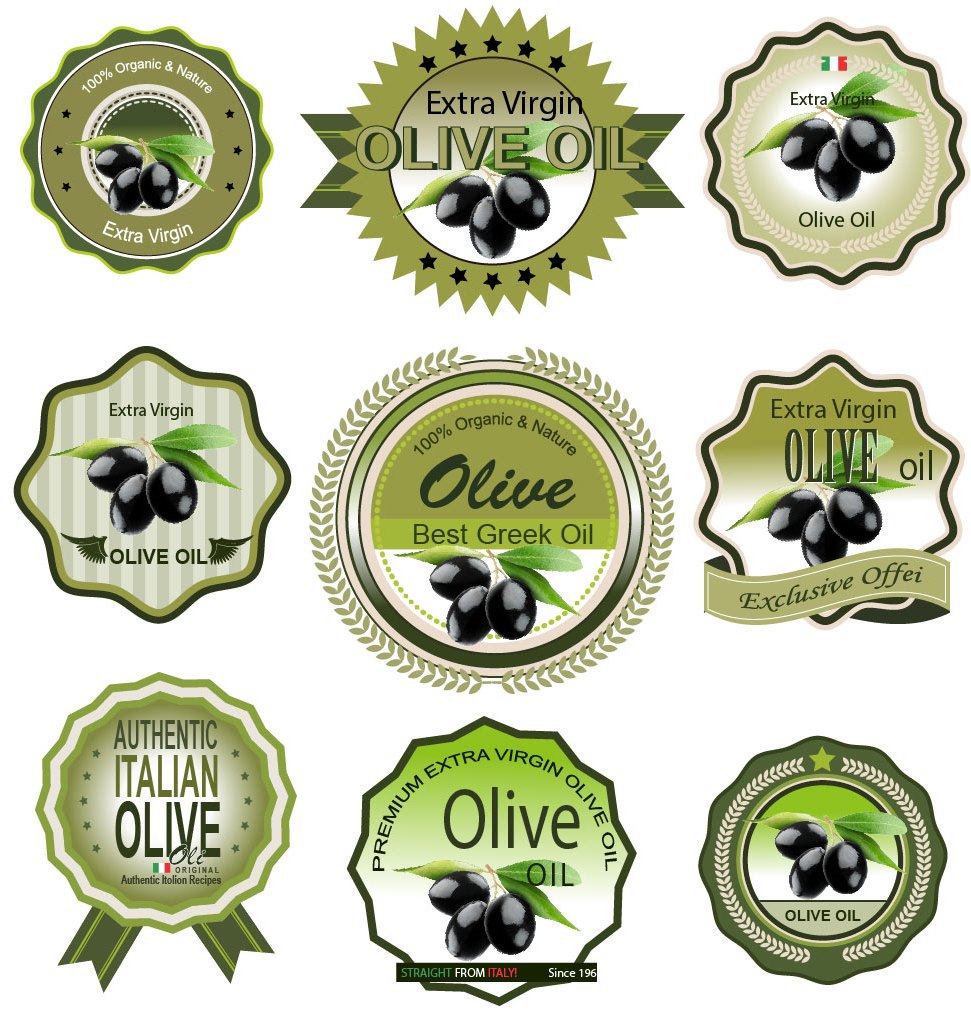 100% Organic & Nature
Extra Virgin
Extra Virgin
OLIVE OIL
Extra Virgin
Olive Oil
Extra Virgin
OLIVE OIL
100% Organic & Nature
Olive
Best Greek Oil
Extra Virgin
OLIVE oil
Exclusive Offei
AUTHENTIC
ITALIAN
OLIVE
Olé
ORIGINAL
Authentic Itolion Recipes
PREMIUM EXTRA VIRGIN OLIVE OIL
Olive
OIL
STRAIGHT FROM ITALY! Since 196
OLIVE OIL